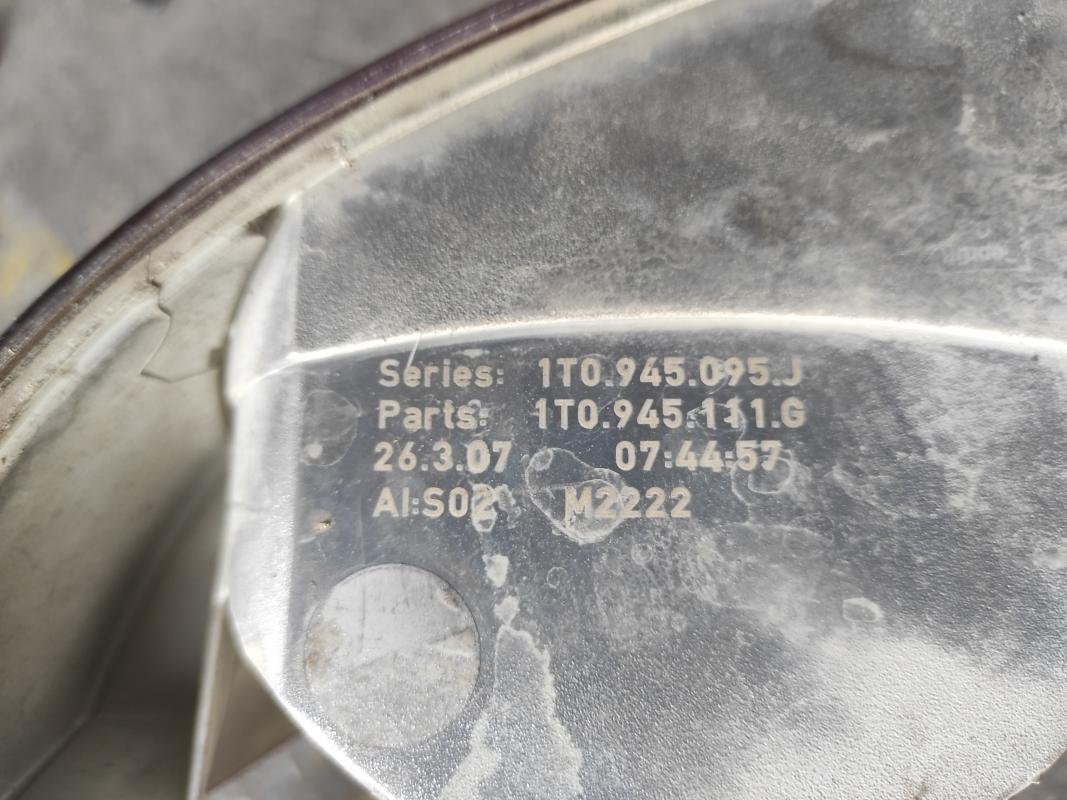 Series: 1T0.945.095.J
Parts: 1T0.945.111.G
26.3.07 07:44:57
AI:S02 M2222